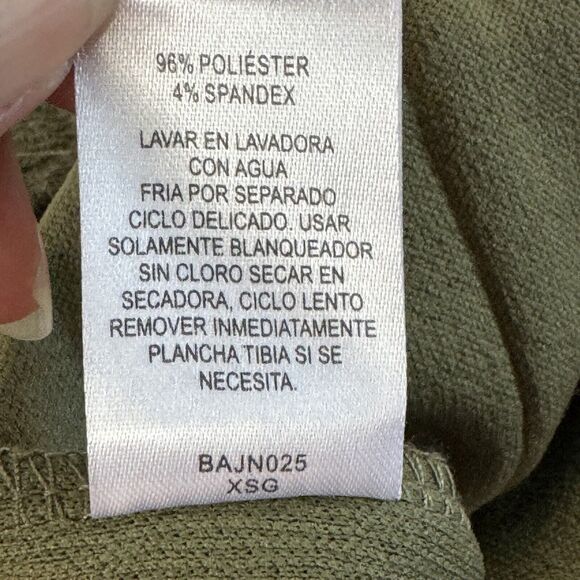 96% POLIÉSTER
4% SPANDEX
LAVAR EN LAVADORA
CON AGUA
FRIA POR SEPARADO
CICLO DELICADO. USAR
SOLAMENTE BLANQUEADOR
SIN CLORO SECAR EN
SECADORA, CICLO LENTO
REMOVER INMEDIATAMENTE
PLANCHA TIBIA SI SE
NECESITA.
BAJN025
XSG